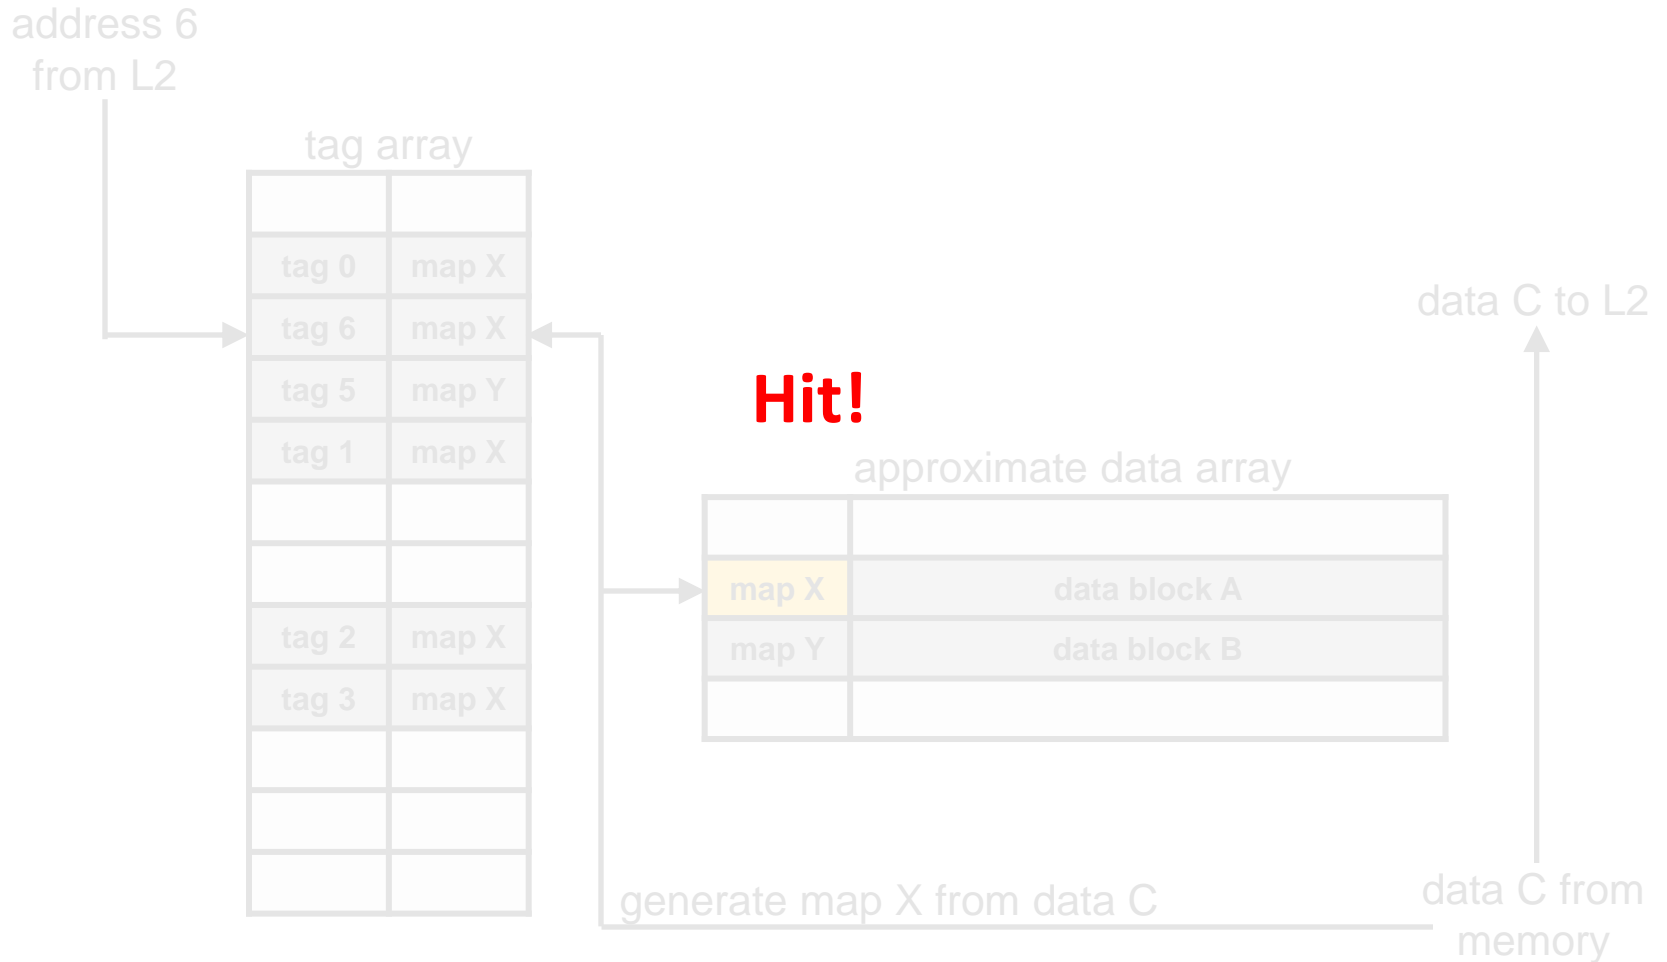 address 6
from L2
tag array
tag 0 map X
tag 6 map X
tag 5 map Y
tag 1 map X
tag 2 map X
tag 3 map X
Hit!
approximate data array
map X data block A
map Y data block B
data C to L2
generate map X from data C
data C from
memory